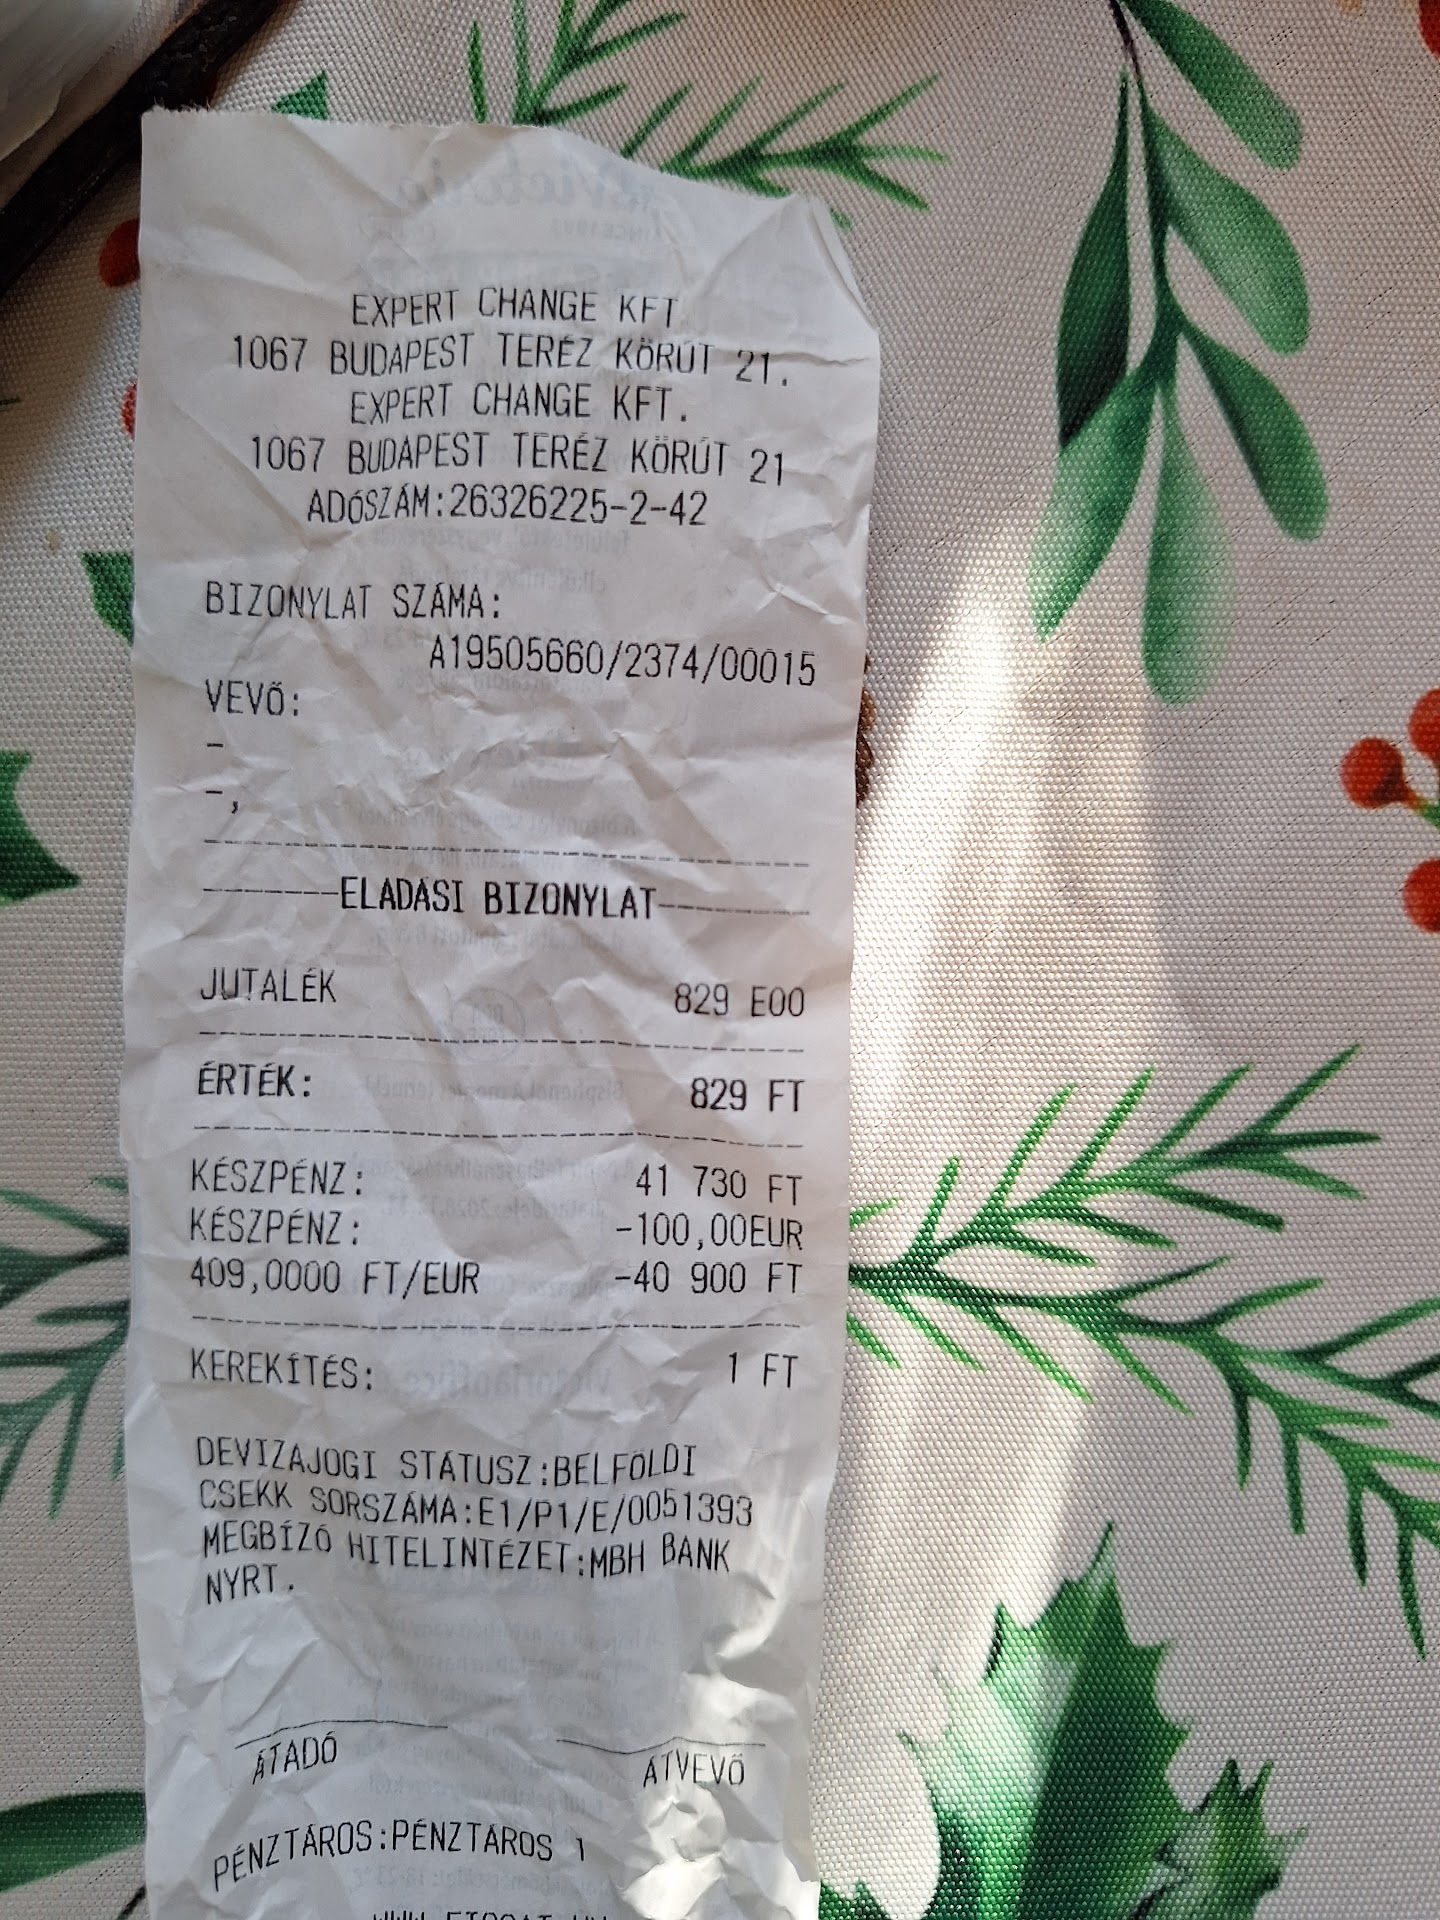 EXPERT CHANGE KFT.
1067 BUDAPEST TERÉZ KÖRÚT 21.
EXPERT CHANGE KFT.
1067 BUDAPEST TERÉZ KÖRÚT 21
ADÓSZÁM:26326225-2-42
BIZONYLAT SZÁMA:
A19505660/2374/00015
VEVŐ:
-
-,
ELADÁSI BIZONYLAT
JUTALÉK 829 E00
ÉRTÉK: 829 FT
KÉSZPÉNZ: 41 730 FT
KÉSZPÉNZ: -100,00EUR
409,0000 FT/EUR -40 900 FT
KEREKÍTÉS: 1 FT
DEVIZAJOGI STÁTUSZ:BELFÖLDI
CSEKK SORSZÁMA:E1/P1/E/0051393
MEGBÍZÓ HITELINTÉZET:MBH BANK
NYRT.
ÁTADÓ ÁTVEVŐ
PÉNZTÁROS:PÉNZTÁROS 1